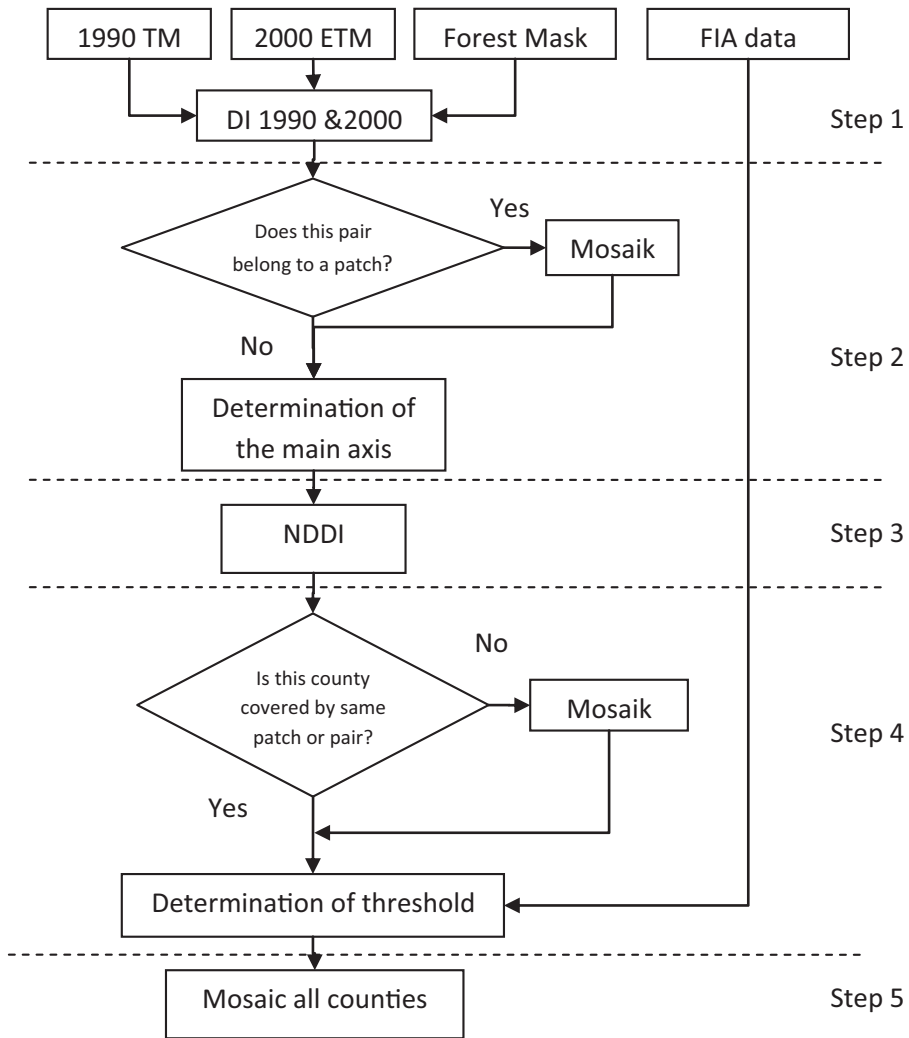 1990 TM
2000 ETM
Forest Mask
FIA data
DI 1990 &2000
Step 1
Does this pair
belong to a patch?
Yes
Mosaik
No
Step 2
Determination of
the main axis
NDDI
Step 3
Is this county
covered by same
patch or pair?
No
Mosaik
Step 4
Yes
Determination of threshold
Mosaic all counties
Step 5